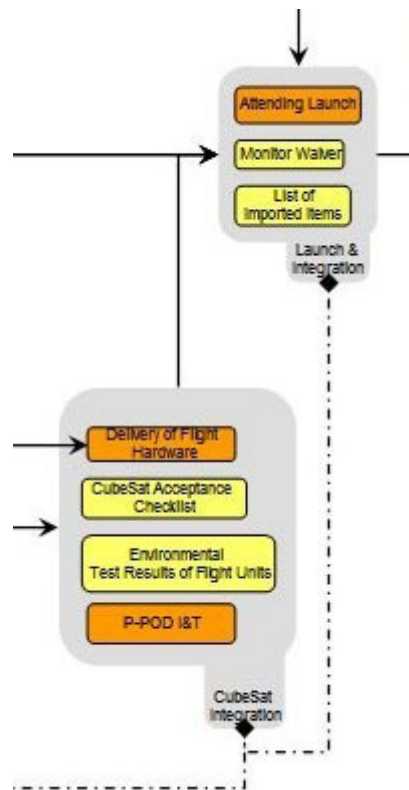 Attending Launch
Monitor Waiver
List of
Imported Items
Launch &
Integration
Delivery of Flight
Hardware
CubeSat Acceptance
Checklist
Environmental
Test Results of Flight Units
P-POD I&T
CubeSat
Integration